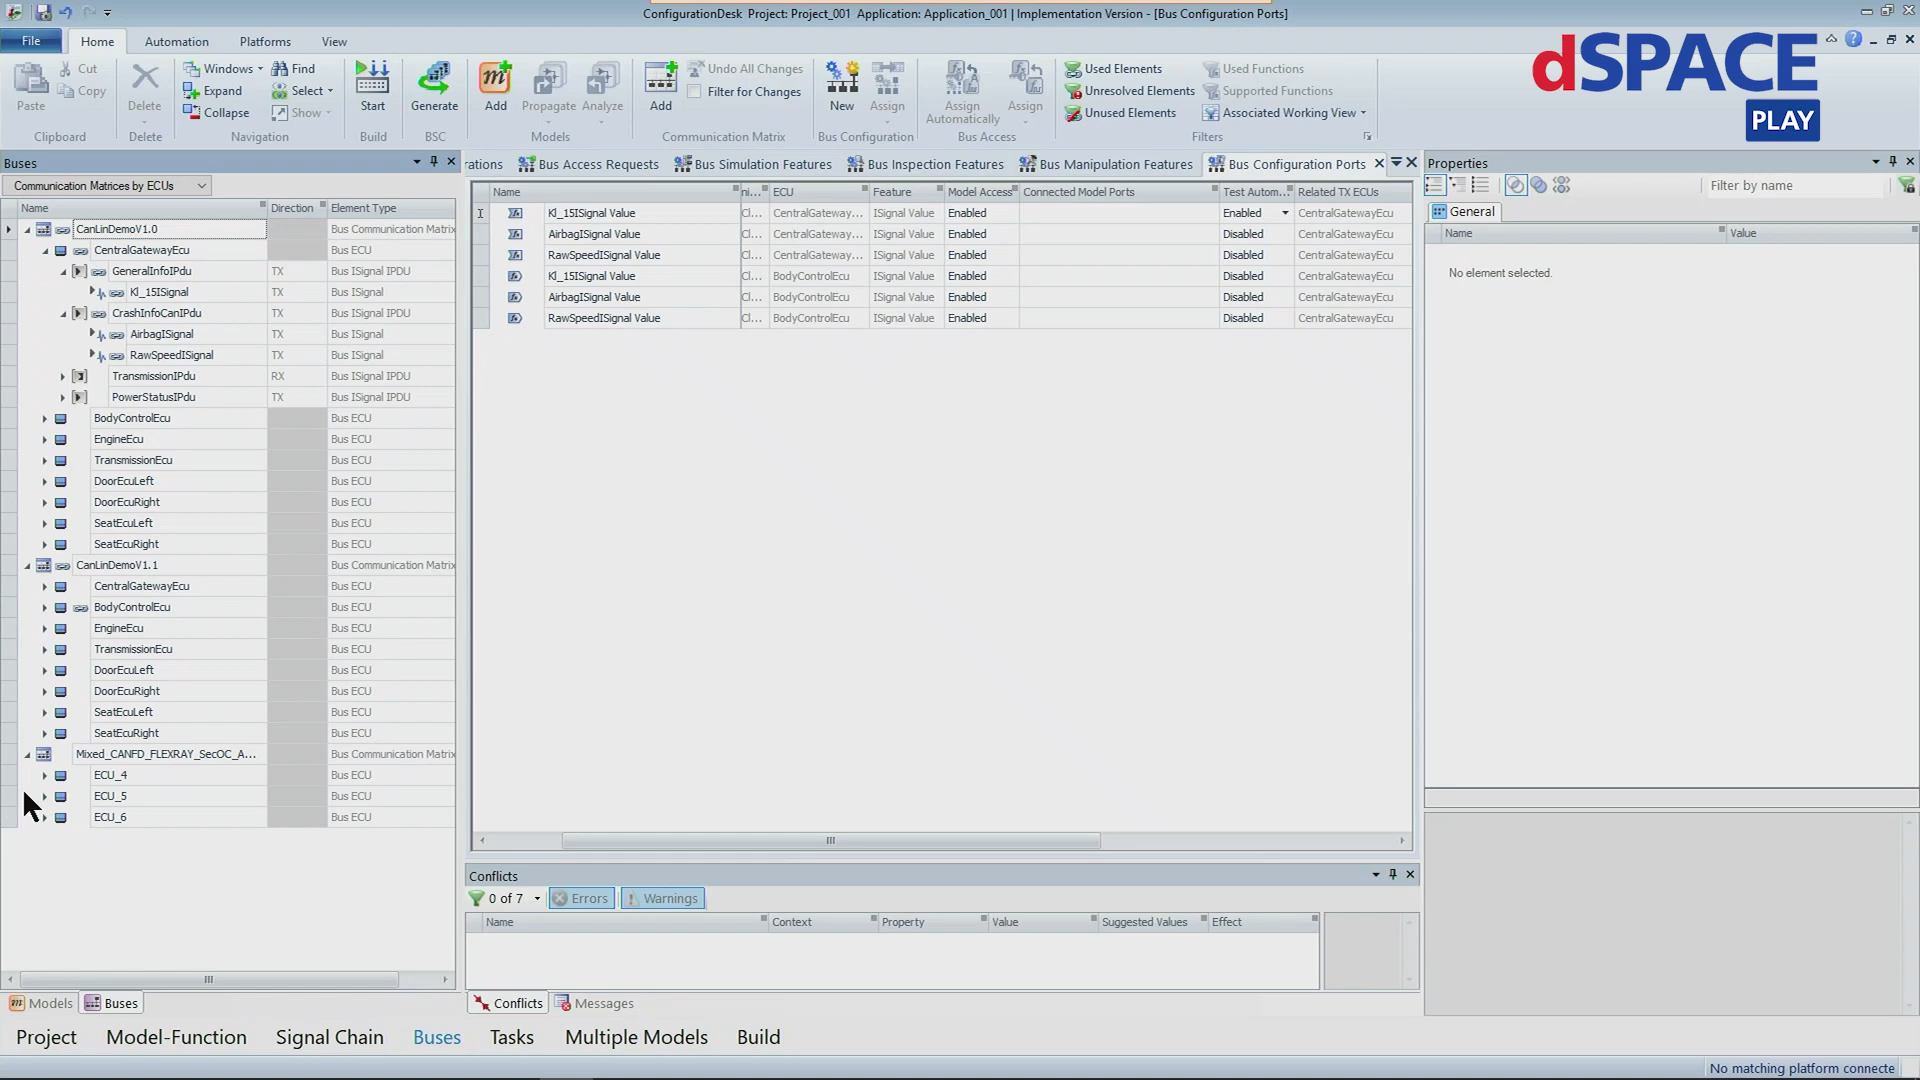 ConfigurationDesk Project: Project_001 Application: Application_001 | Implementation Version - [Bus Configuration Ports]
File
Home
Automation
Platforms
View
dSPACE
PLAY
Paste
Cut
Copy
Clipboard
Delete
Delete
Windows
Expand
Collapse
Find
Select
Show
Navigation
Start
Build
Generate
BSC
Add
Propagate
Analyze
Models
Add
Undo All Changes
Filter for Changes
Communication Matrix
New
Assign
Bus Configuration
Assign Automatically
Assign
Bus Access
Used Elements
Unresolved Elements
Unused Elements
Used Functions
Supported Functions
Associated Working View
Filters
Buses
Communication Matrices by ECUs
Name Direction Element Type
CanLinDemoV1.0 Bus Communication Matrix
CentralGatewayEcu Bus ECU
GeneralInfoIPdu TX Bus ISignal IPDU
Kl_15ISignal TX Bus ISignal
CrashInfoCanIPdu TX Bus ISignal IPDU
AirbagISignal TX Bus ISignal
RawSpeedISignal TX Bus ISignal
TransmissionIPdu RX Bus ISignal IPDU
PowerStatusIPdu TX Bus ISignal IPDU
BodyControlEcu Bus ECU
EngineEcu Bus ECU
TransmissionEcu Bus ECU
DoorEcuLeft Bus ECU
DoorEcuRight Bus ECU
SeatEcuLeft Bus ECU
SeatEcuRight Bus ECU
CanLinDemoV1.1 Bus Communication Matrix
CentralGatewayEcu Bus ECU
BodyControlEcu Bus ECU
EngineEcu Bus ECU
TransmissionEcu Bus ECU
DoorEcuLeft Bus ECU
DoorEcuRight Bus ECU
SeatEcuLeft Bus ECU
SeatEcuRight Bus ECU
Mixed_CANFD_FLEXRAY_SecOC_A... Bus Communication Matrix
ECU_4 Bus ECU
ECU_5 Bus ECU
ECU_6 Bus ECU
Models
Buses
rations
Bus Access Requests
Bus Simulation Features
Bus Inspection Features
Bus Manipulation Features
Bus Configuration Ports
Name ni... ECU Feature Model Access Connected Model Ports Test Autom... Related TX ECUs
Kl_15ISignal Value Cl... CentralGateway... ISignal Value Enabled Enabled CentralGatewayEcu
AirbagISignal Value Cl... CentralGateway... ISignal Value Enabled Disabled CentralGatewayEcu
RawSpeedISignal Value Cl... CentralGateway... ISignal Value Enabled Disabled CentralGatewayEcu
Kl_15ISignal Value Cl... BodyControlEcu ISignal Value Enabled Disabled CentralGatewayEcu
AirbagISignal Value Cl... BodyControlEcu ISignal Value Enabled Disabled CentralGatewayEcu
RawSpeedISignal Value Cl... BodyControlEcu ISignal Value Enabled Disabled CentralGatewayEcu
Conflicts
0 of 7
Errors
Warnings
Name Context Property Value Suggested Values Effect
Conflicts
Messages
Properties
Filter by name
General
Name Value
No element selected.
Project
Model-Function
Signal Chain
Buses
Tasks
Multiple Models
Build
No matching platform connecte